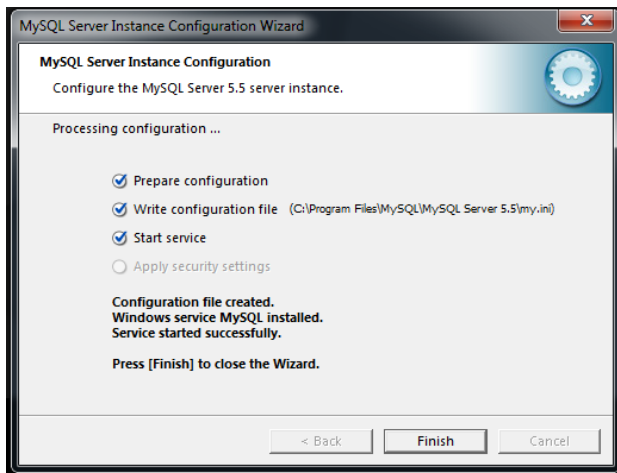 MySQL Server Instance Configuration Wizard
MySQL Server Instance Configuration
Configure the MySQL Server 5.5 server instance.
Processing configuration ...
Prepare configuration
Write configuration file (C:\Program Files\MySQL\MySQL Server 5.5\my.ini)
Start service
Apply security settings
Configuration file created.
Windows service MySQL installed.
Service started successfully.
Press [Finish] to close the Wizard.
< Back Finish Cancel